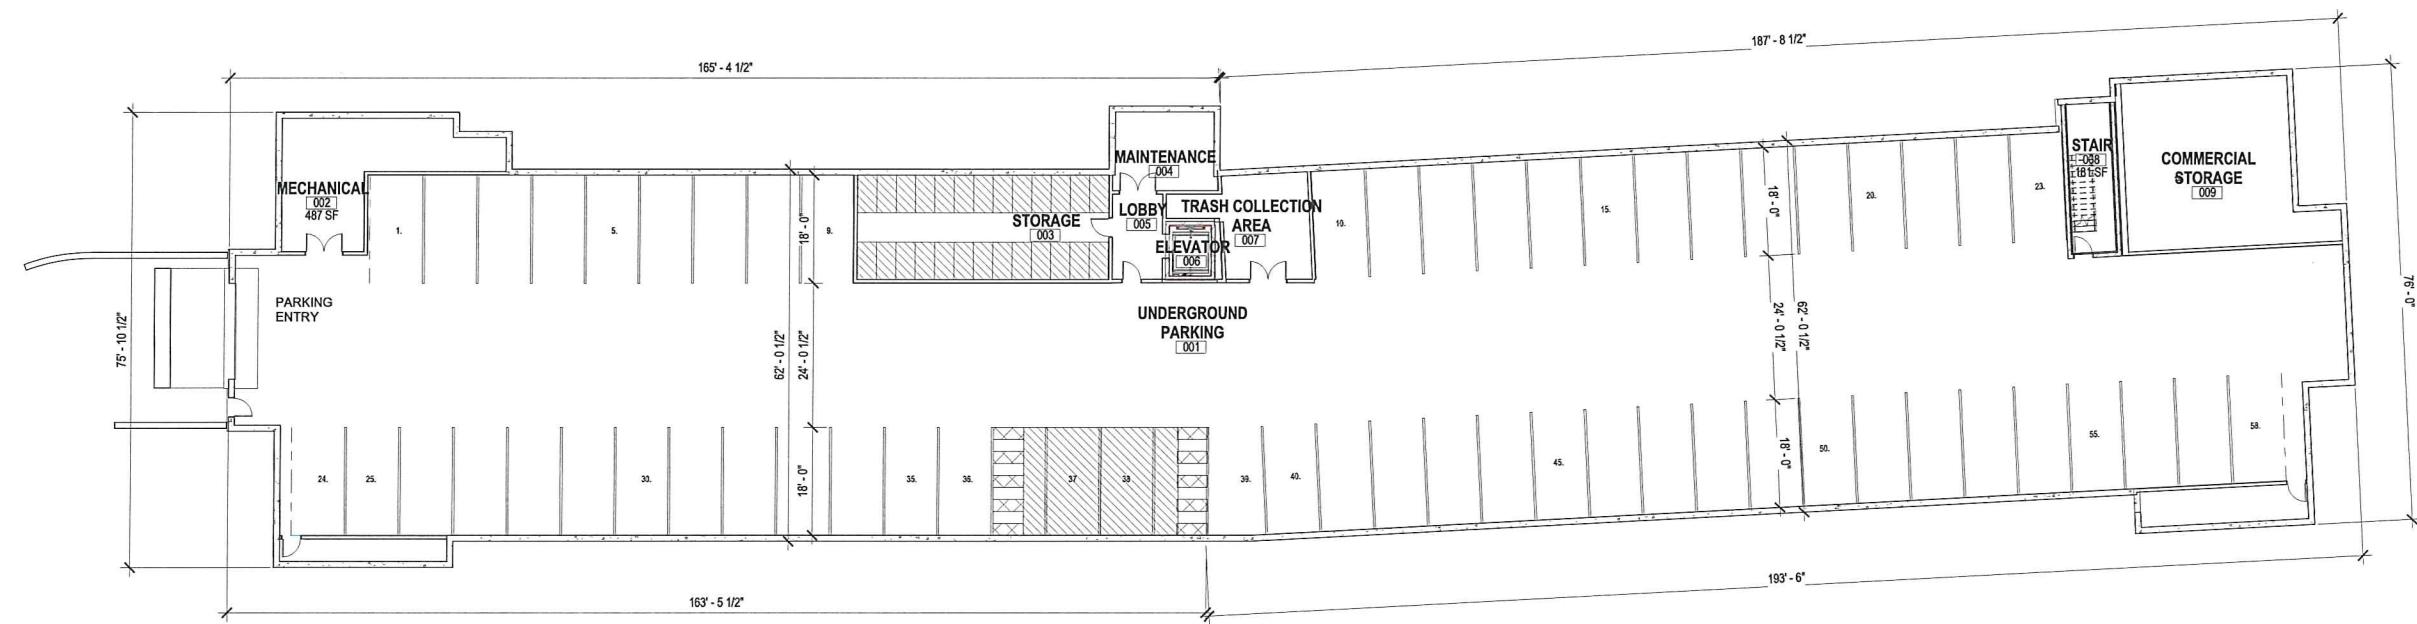 187' - 8 1/2"
165' - 4 1/2"
MAINTENANCE
004
STAIR
181 SF
COMMERCIAL
STORAGE
009
MECHANICAL
002
487 SF
18' - 0"
18' - 0"
1.
5.
9.
STORAGE
003
LOBBY
005
TRASH COLLECTION
AREA
007
ELEVATOR
006
10.
15.
20.
23.
PARKING
ENTRY
75' - 10 1/2"
62' - 0 1/2"
24' - 0 1/2"
UNDERGROUND
PARKING
001
24' - 0 1/2"
62' - 0 1/2"
76' - 0"
18' - 0"
18' - 0"
24.
25.
30.
35.
36.
37
38
39.
40.
45.
50.
55.
58.
163' - 5 1/2"
193' - 6"